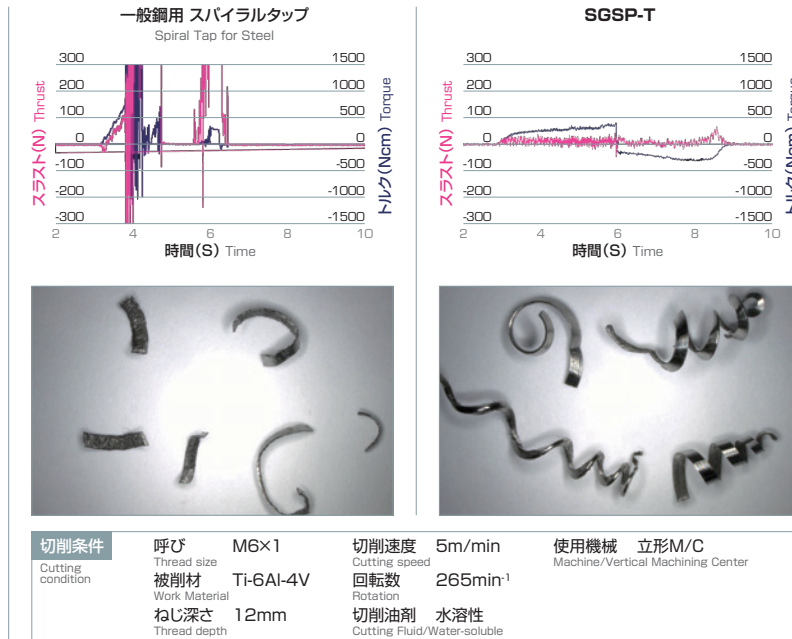 一般鋼用 スパイラルタップ
Spiral Tap for Steel
スラスト(N) Thrust
300
200
100
0
-100
-200
-300
1500
1000
500
0
-500
-1000
-1500
トルク(Ncm) Torque
2 4 6 8 10
時間(S) Time
SGSP-T
スラスト(N) Thrust
300
200
100
0
-100
-200
-300
1500
1000
500
0
-500
-1000
-1500
トルク(Ncm) Torque
2 4 6 8 10
時間(S) Time
切削条件
Cutting
condition
呼び M6×1
Thread size
被削材 Ti-6Al-4V
Work Material
ねじ深さ 12mm
Thread depth
切削速度 5m/min
Cutting speed
回転数 265min-1
Rotation
切削油剤 水溶性
Cutting Fluid/Water-soluble
使用機械 立形M/C
Machine/Vertical Machining Center